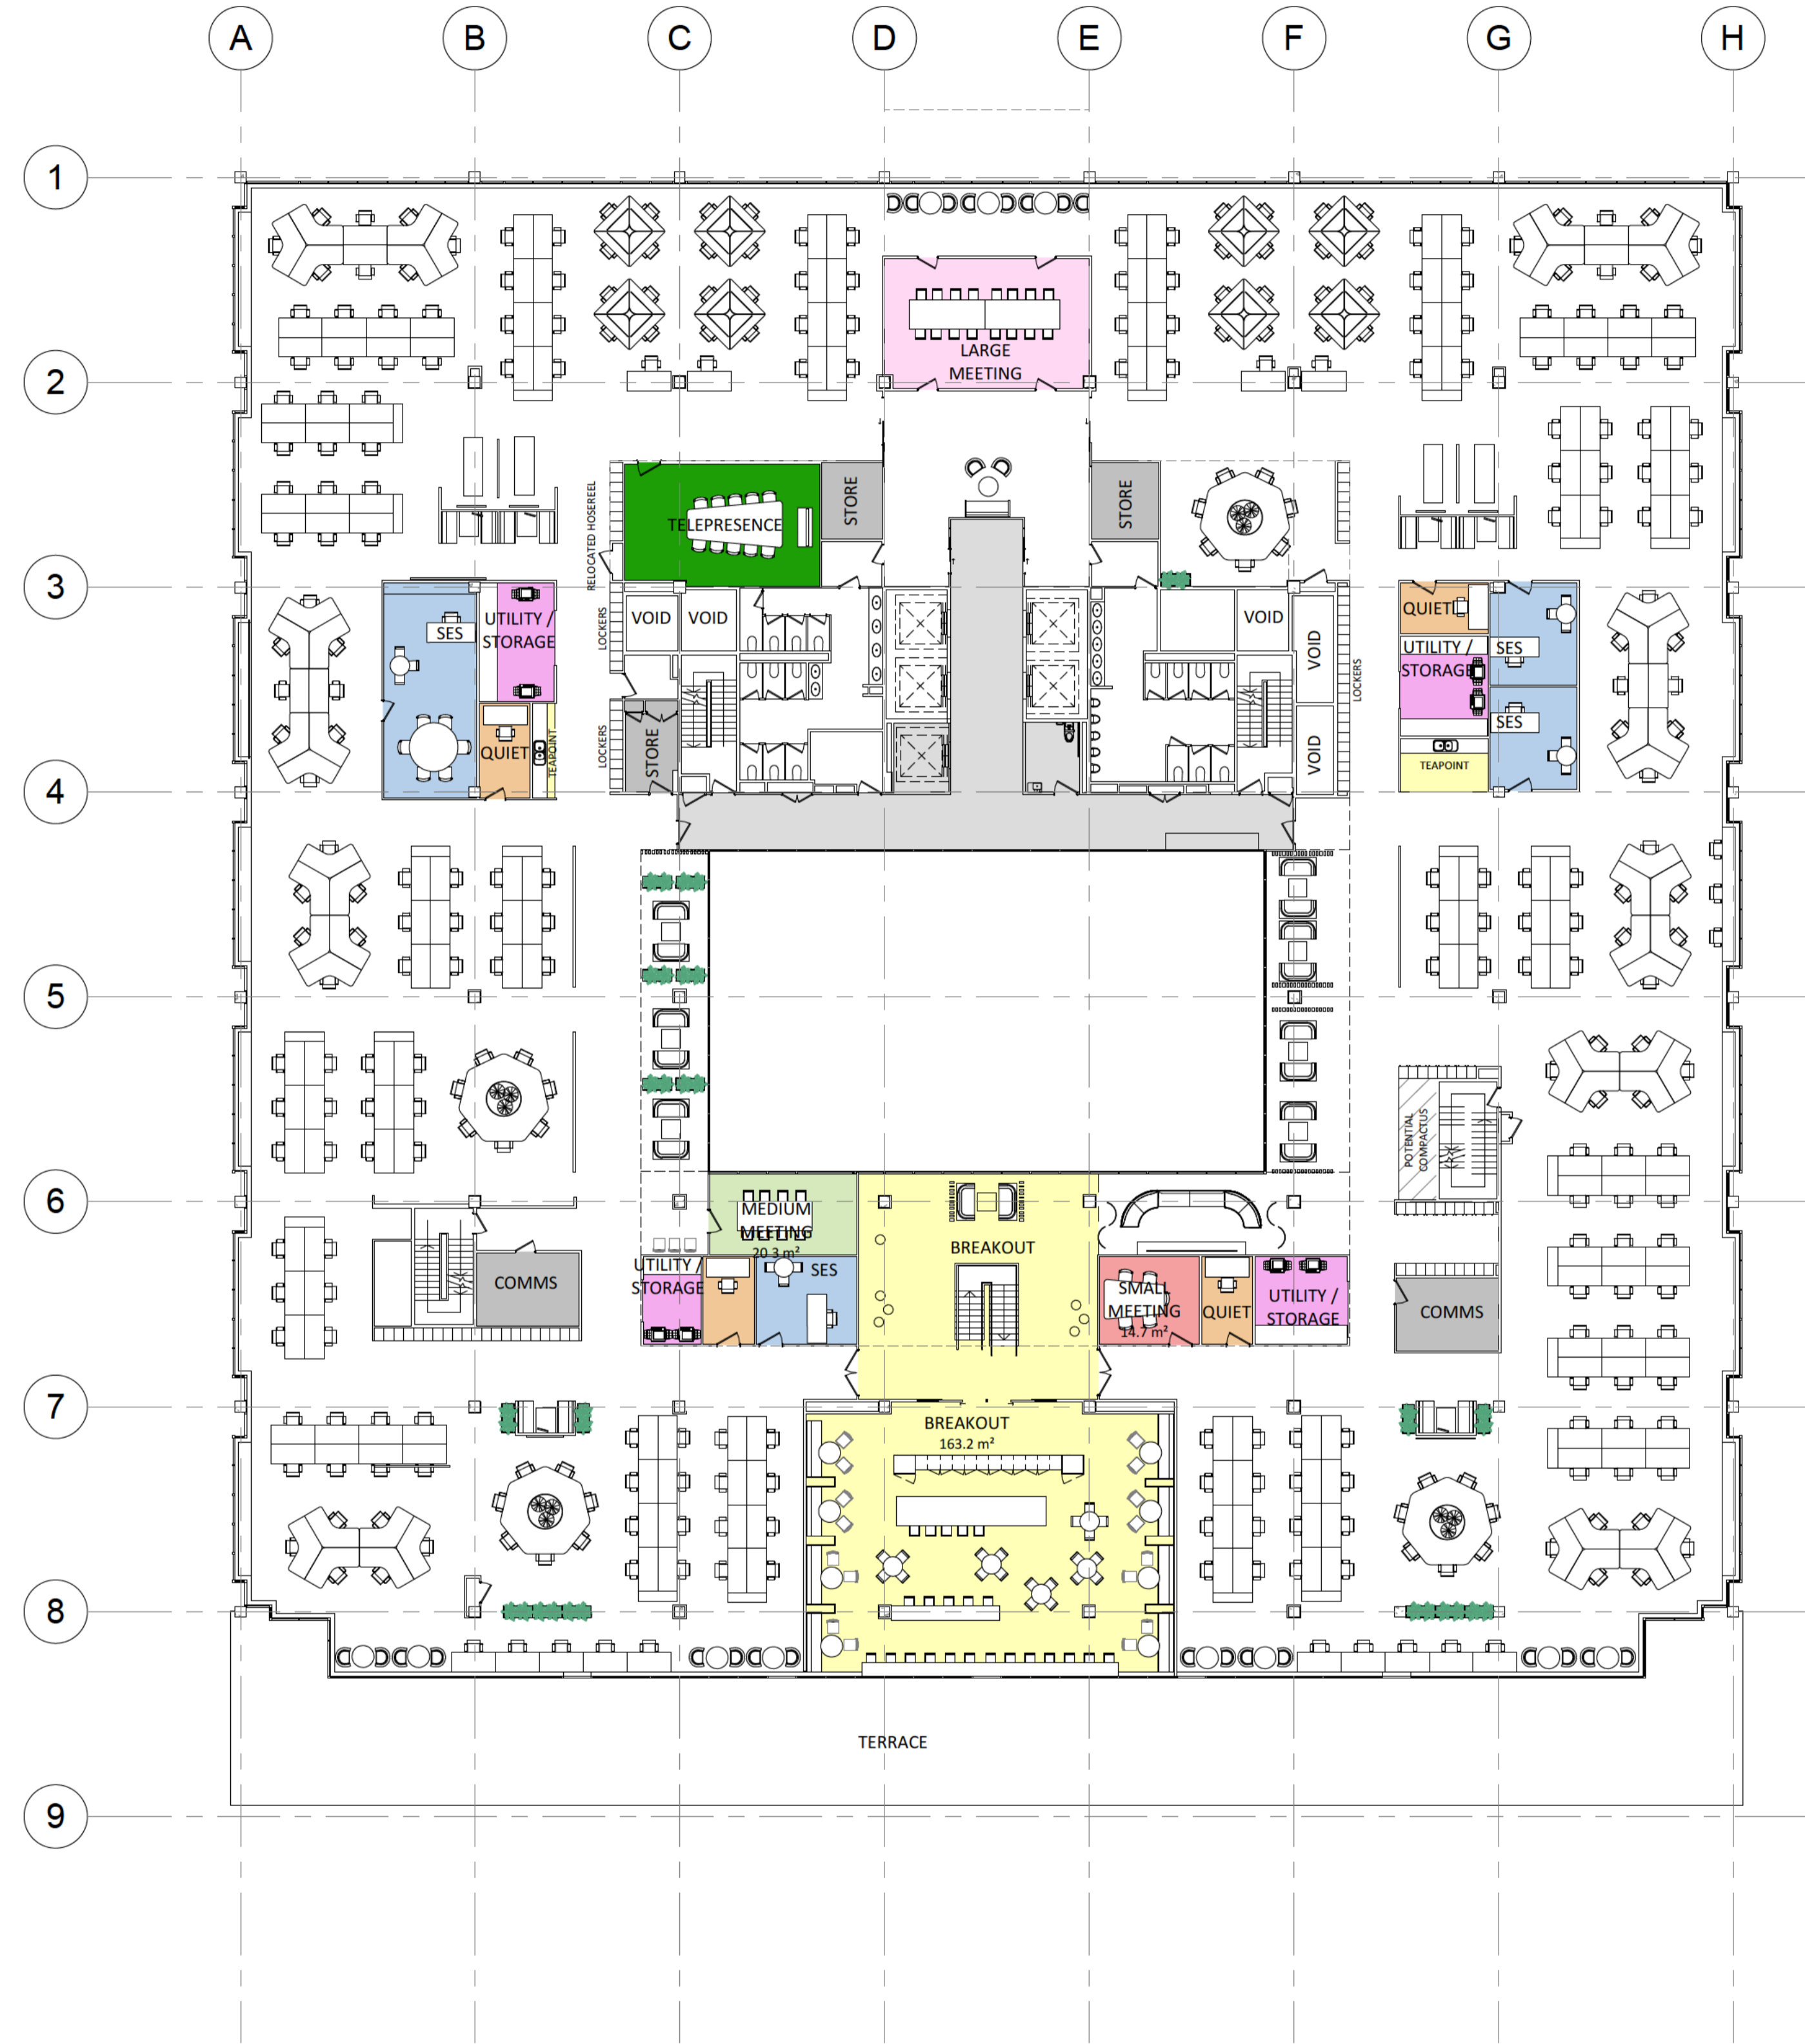 A
B
C
D
E
F
G
H
1
2
3
4
5
6
7
8
9
LARGE
MEETING
RELOCATED HOSEREEL
TELEPRESENCE
STORE
STORE
SES
UTILITY /
STORAGE
QUIET
TEAPOINT
LOCKERS
LOCKERS
VOID
VOID
STORE
VOID
VOID
VOID
LOCKERS
QUIET
UTILITY /
STORAGE
SES
SES
TEAPOINT
POTENTIAL
COMPACTUS
MEDIUM
MEETING
20.3 m²
BREAKOUT
COMMS
UTILITY /
STORAGE
SES
SMALL
MEETING
14.7 m²
QUIET
UTILITY /
STORAGE
COMMS
BREAKOUT
163.2 m²
TERRACE